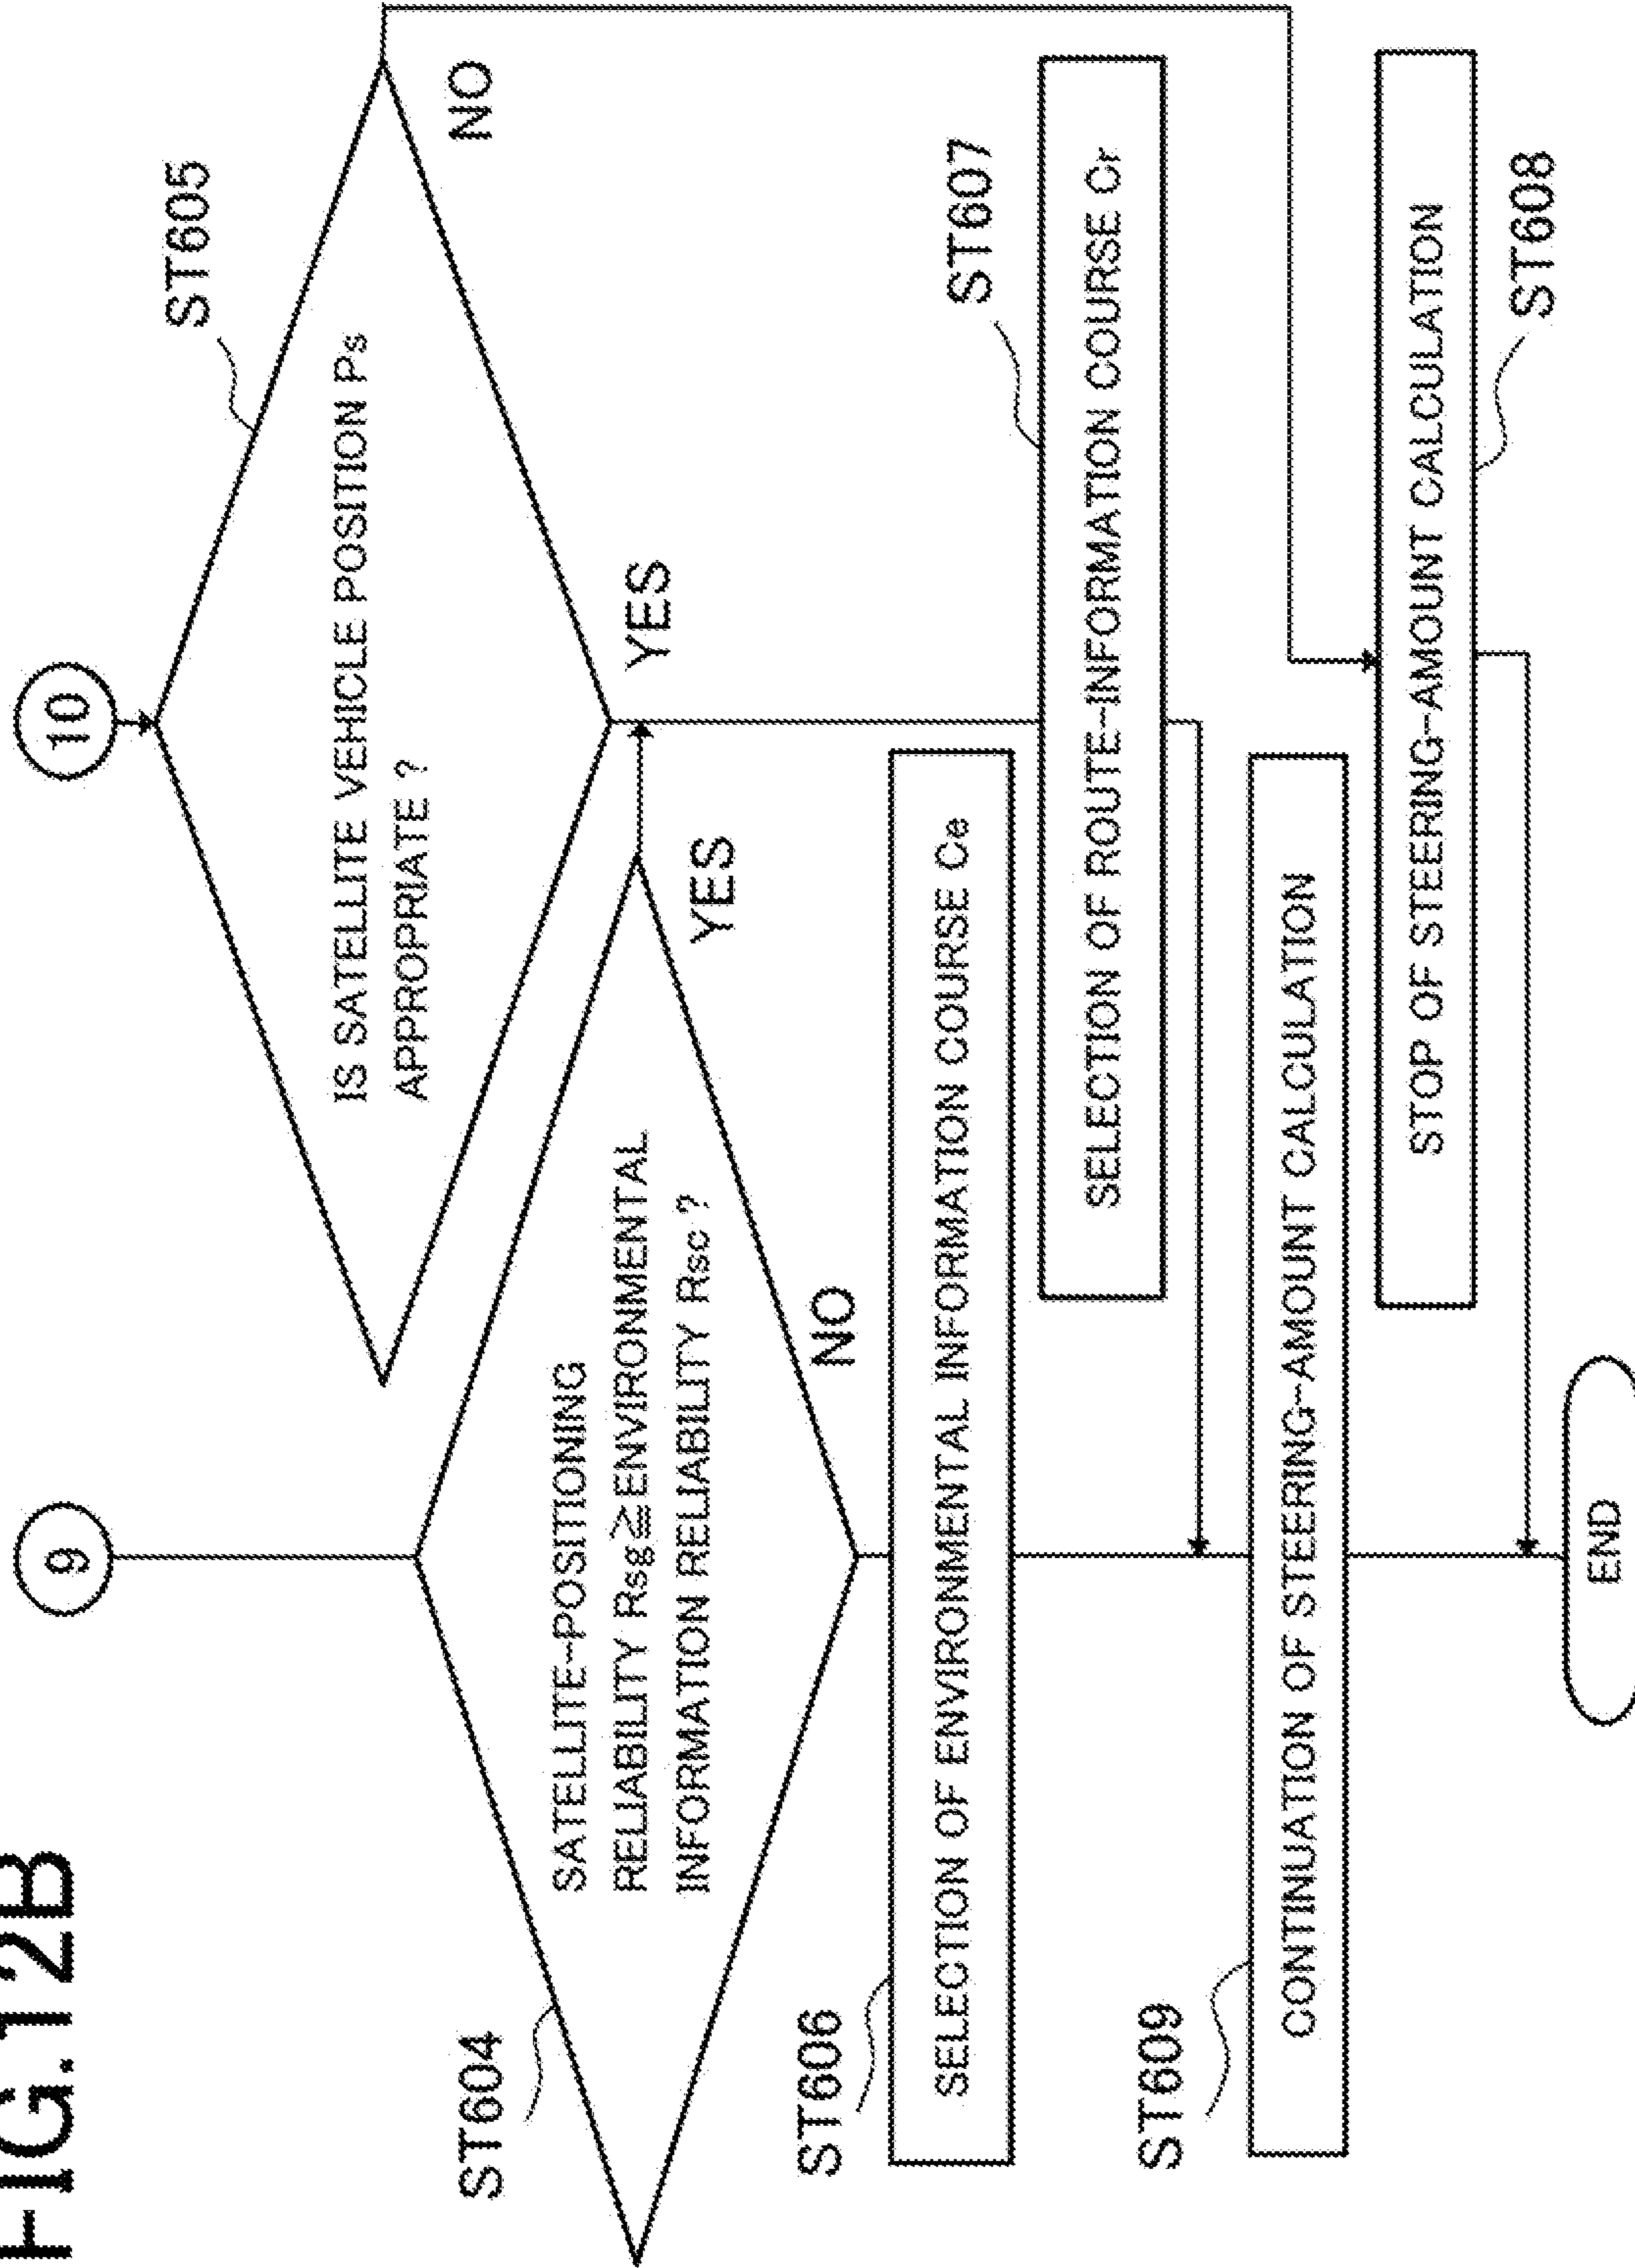 FIG.12B
9
10
ST604
SATELLITE-POSITIONING
RELIABILITY Rsg≧ENVIRONMENTAL
INFORMATION RELIABILITY Rsc ?
YES
NO
ST605
IS SATELLITE VEHICLE POSITION Ps
APPROPRIATE ?
NO
YES
ST606
SELECTION OF ENVIRONMENTAL INFORMATION COURSE Ce
ST607
SELECTION OF ROUTE-INFORMATION COURSE Cr
ST609
CONTINUATION OF STEERING-AMOUNT CALCULATION
STOP OF STEERING-AMOUNT CALCULATION
ST608
END